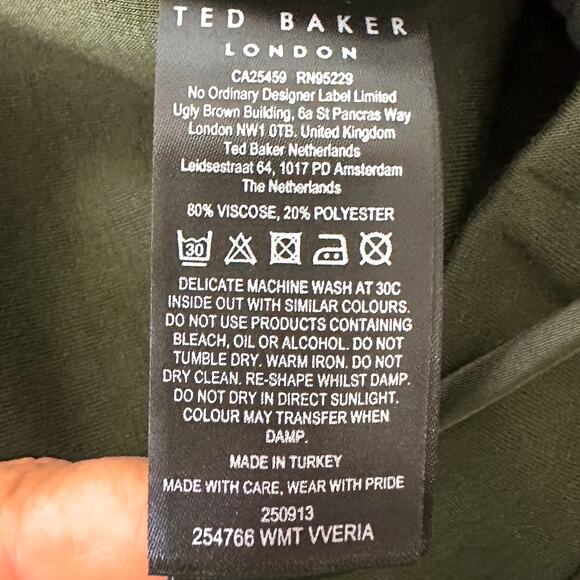 TED BAKER
LONDON
CA25459 RN95229
No Ordinary Designer Label Limited
Ugly Brown Building, 6a St Pancras Way
London NW1 0TB. United Kingdom
Ted Baker Netherlands
Leidsestraat 64, 1017 PD Amsterdam
The Netherlands
80% VISCOSE, 20% POLYESTER
30
DELICATE MACHINE WASH AT 30C
INSIDE OUT WITH SIMILAR COLOURS.
DO NOT USE PRODUCTS CONTAINING
BLEACH, OIL OR ALCOHOL. DO NOT
TUMBLE DRY. WARM IRON. DO NOT
DRY CLEAN. RE-SHAPE WHILST DAMP.
DO NOT DRY IN DIRECT SUNLIGHT.
COLOUR MAY TRANSFER WHEN
DAMP.
MADE IN TURKEY
MADE WITH CARE, WEAR WITH PRIDE
250913
254766 WMT VVERIA